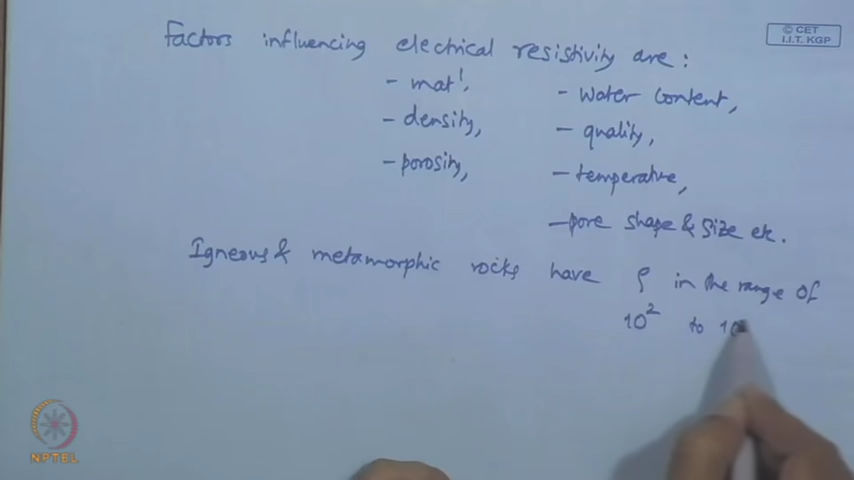 © CET
I.I.T. KGP
Factors influencing electrical resistivity are:
- mat'l,
- density,
- porosity,
- water content,
- quality,
- temperature,
- pore shape & size etc.
Igneous & metamorphic rocks have ρ in the range of
10² to 10
NPTEL